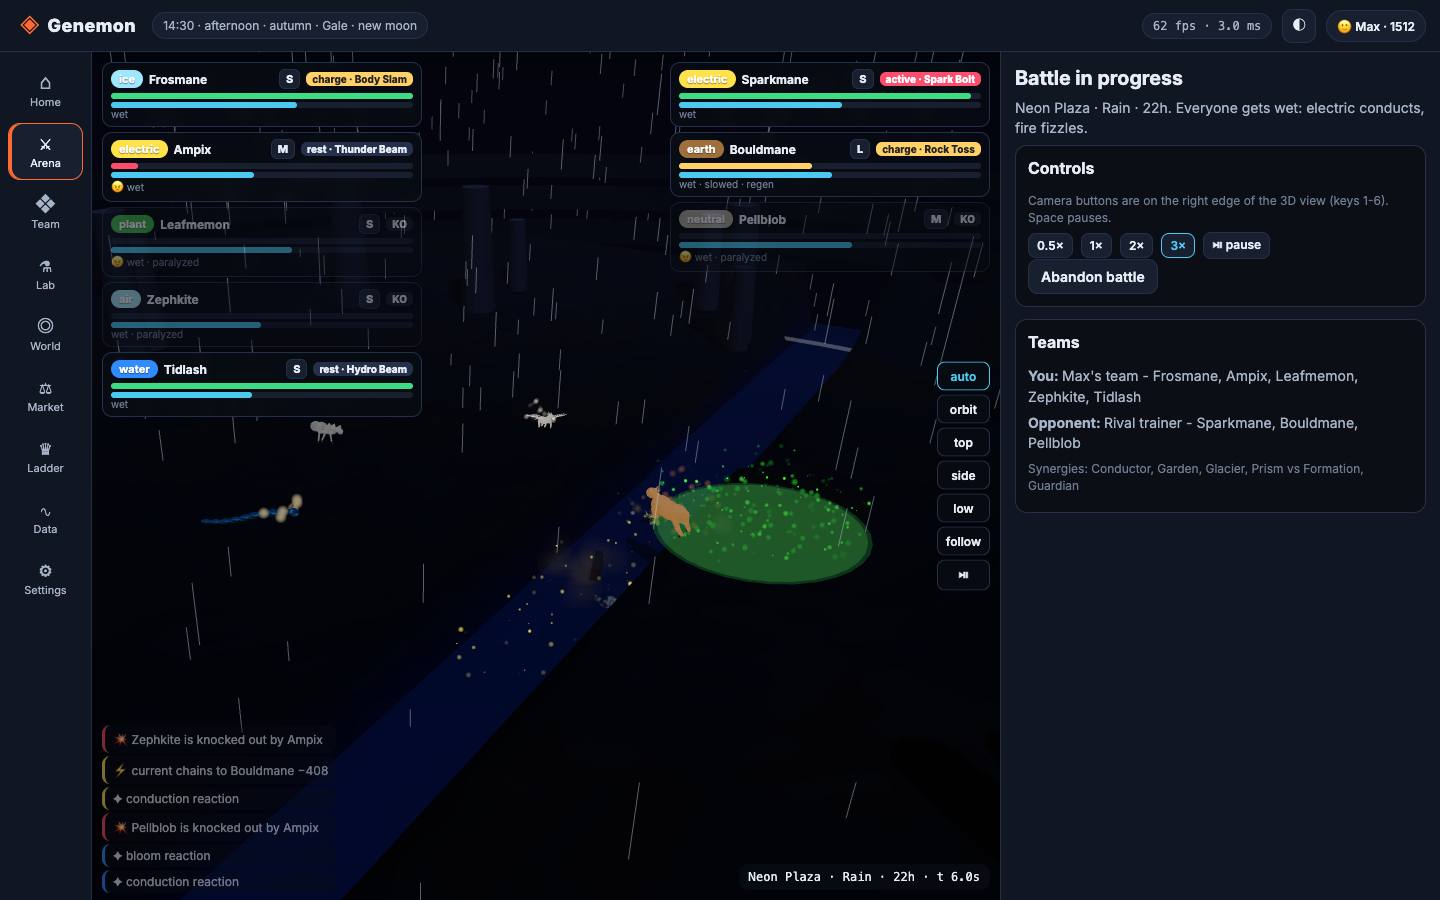 Genemon
14:30 · afternoon · autumn · Gale · new moon
62 fps · 3.0 ms
Max · 1512
Home
Arena
Team
Lab
World
Market
Ladder
Data
Settings
ice Frosmane S charge · Body Slam
wet
electric Ampix M rest · Thunder Beam
wet
plant Leafmemon S KO
wet · paralyzed
air Zephkite S KO
wet · paralyzed
water Tidlash S rest · Hydro Beam
wet
electric Sparkmane S active · Spark Bolt
wet
earth Bouldmane L charge · Rock Toss
wet · slowed · regen
neutral Pellblob M KO
wet · paralyzed
auto
orbit
top
side
low
follow
Zephkite is knocked out by Ampix
current chains to Bouldmane −408
conduction reaction
Pellblob is knocked out by Ampix
bloom reaction
conduction reaction
Neon Plaza · Rain · 22h · t 6.0s
Battle in progress
Neon Plaza · Rain · 22h. Everyone gets wet: electric conducts,
fire fizzles.
Controls
Camera buttons are on the right edge of the 3D view (keys 1-6).
Space pauses.
0.5× 1× 2× 3× pause
Abandon battle
Teams
You: Max's team - Frosmane, Ampix, Leafmemon,
Zephkite, Tidlash
Opponent: Rival trainer - Sparkmane, Bouldmane,
Pellblob
Synergies: Conductor, Garden, Glacier, Prism vs Formation,
Guardian